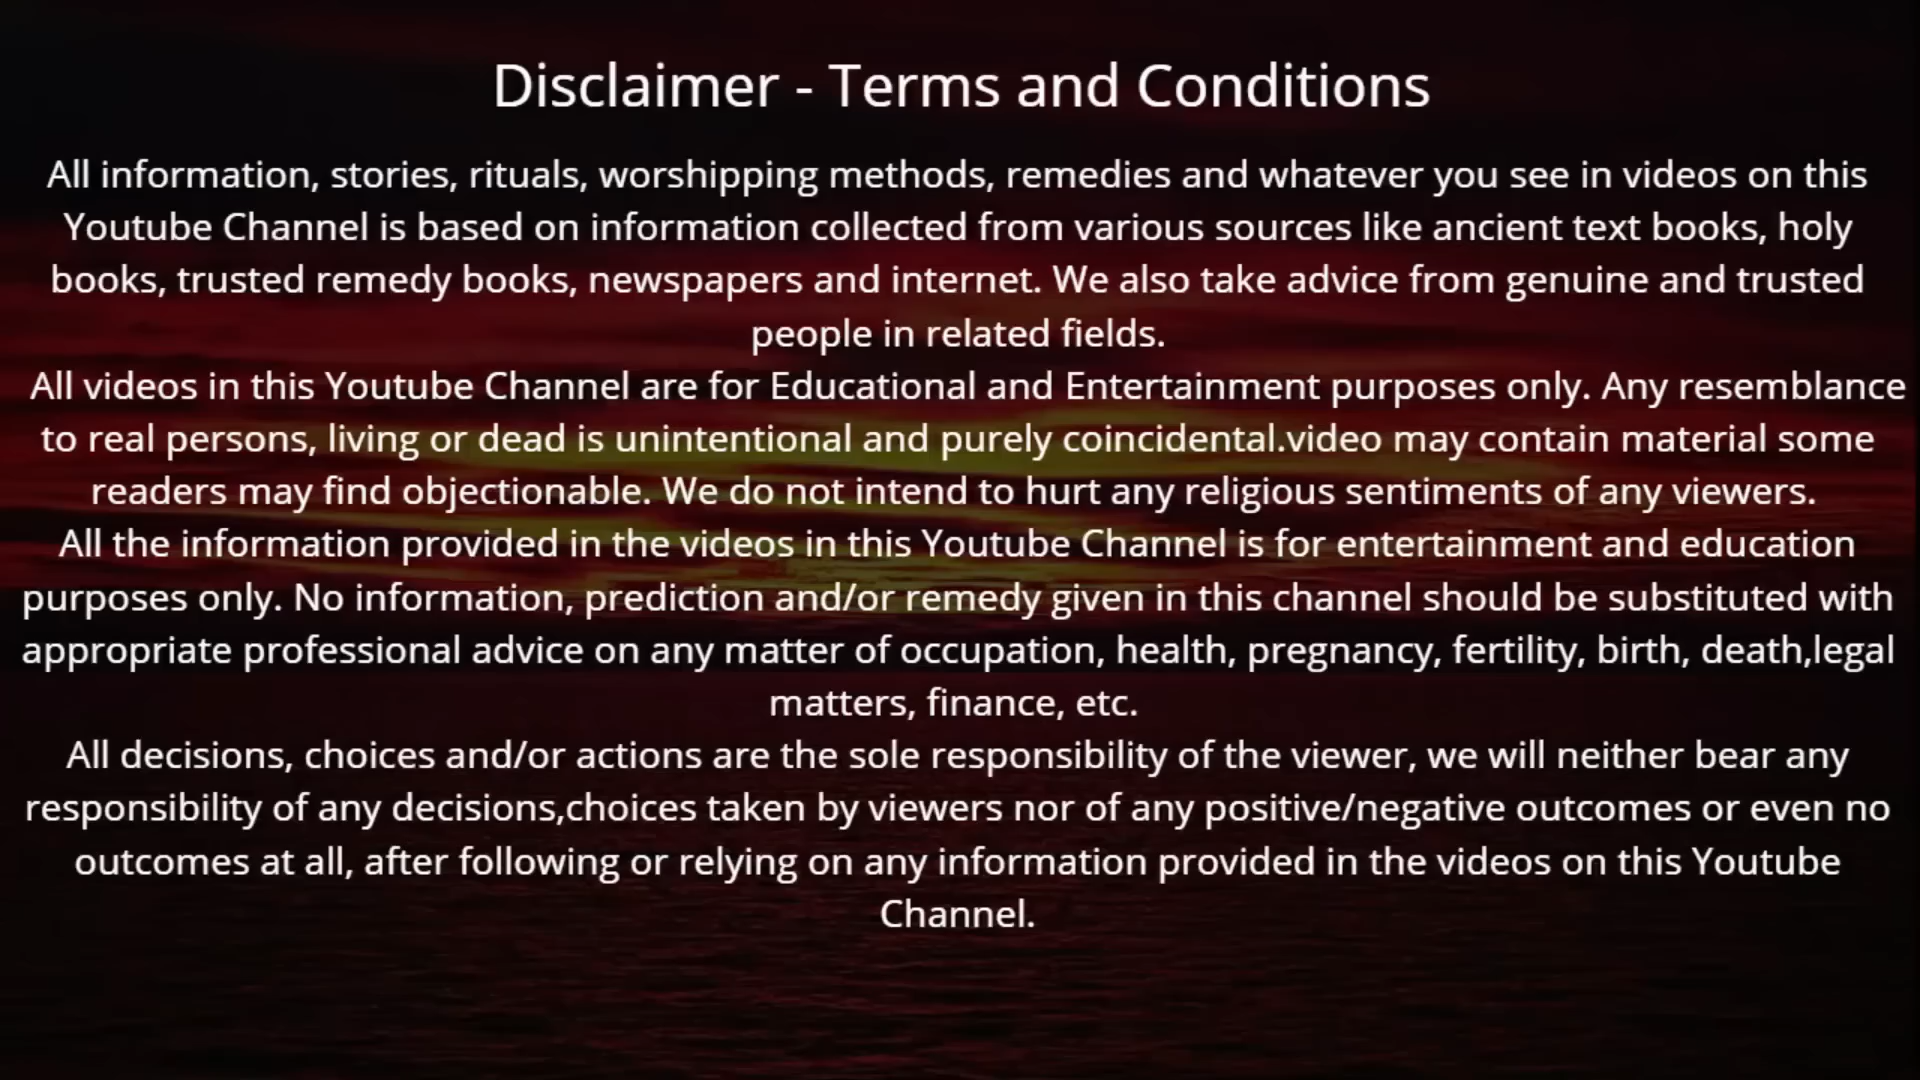 Disclaimer - Terms and Conditions
All information, stories, rituals, worshipping methods, remedies and whatever you see in videos on this
Youtube Channel is based on information collected from various sources like ancient text books, holy
books, trusted remedy books, newspapers and internet. We also take advice from genuine and trusted
people in related fields.
All videos in this Youtube Channel are for Educational and Entertainment purposes only. Any resemblance
to real persons, living or dead is unintentional and purely coincidental.video may contain material some
readers may find objectionable. We do not intend to hurt any religious sentiments of any viewers.
All the information provided in the videos in this Youtube Channel is for entertainment and education
purposes only. No information, prediction and/or remedy given in this channel should be substituted with
appropriate professional advice on any matter of occupation, health, pregnancy, fertility, birth, death,legal
matters, finance, etc.
All decisions, choices and/or actions are the sole responsibility of the viewer, we will neither bear any
responsibility of any decisions,choices taken by viewers nor of any positive/negative outcomes or even no
outcomes at all, after following or relying on any information provided in the videos on this Youtube
Channel.